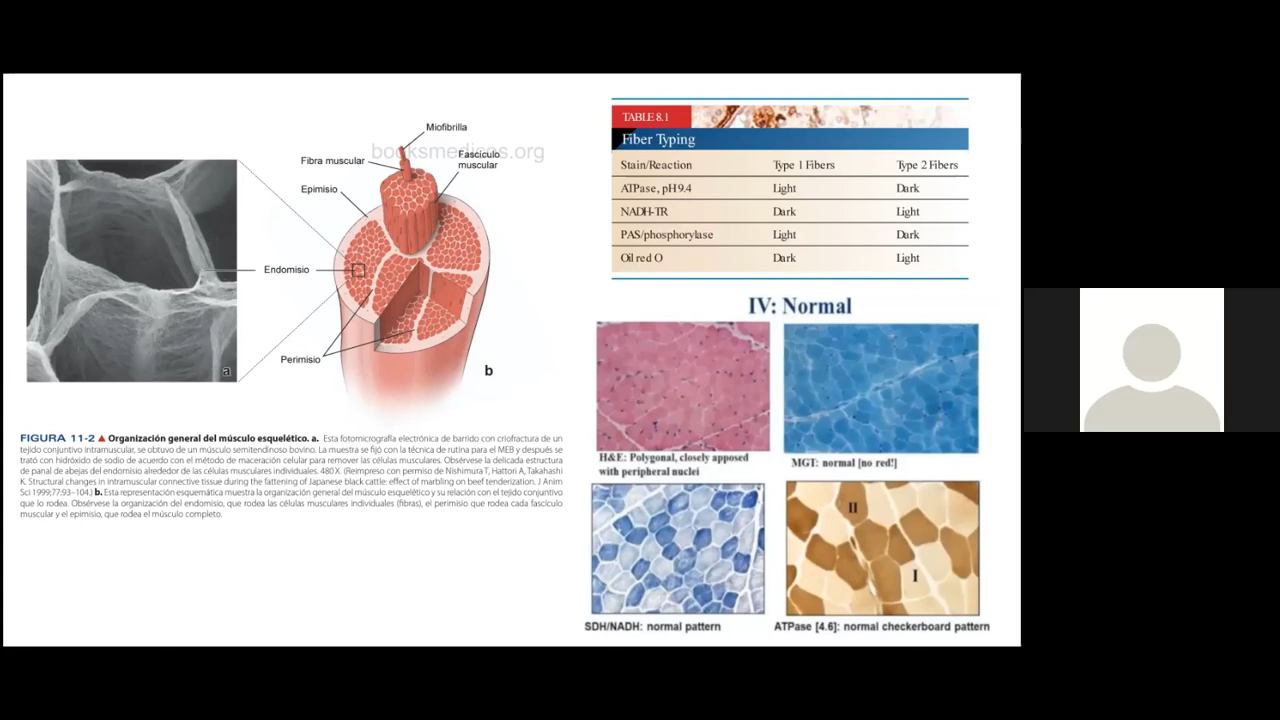 Miofibrilla
booksmedicos.org
Fibra muscular
Fascículo
muscular
Epimisio
Endomisio
Perimisio
a
b
FIGURA 11-2 ▲ Organización general del músculo esquelético. a. Esta fotomicrografía electrónica de barrido con criofractura de un
tejido conjuntivo intramuscular, se obtuvo de un músculo semitendinoso bovino. La muestra se fijó con la técnica de rutina para el MEB y después se
trató con hidróxido de sodio de acuerdo con el método de maceración celular para remover las células musculares. Obsérvese la delicada estructura
de panal de abejas del endomisio alrededor de las células musculares individuales. 480 X. (Reimpreso con permiso de Nishimura T, Hattori A, Takahashi
K. Structural changes in intramuscular connective tissue during the fattening of Japanese black cattle: effect of marbling on beef tenderization. J Anim
Sci 1999;77:93–104.) b. Esta representación esquemática muestra la organización general del músculo esquelético y su relación con el tejido conjuntivo
que lo rodea. Obsérvese la organización del endomisio, que rodea las células musculares individuales (fibras), el perimisio que rodea cada fascículo
muscular y el epimisio, que rodea el músculo completo.
TABLE 8.1
Fiber Typing
Stain/Reaction Type 1 Fibers Type 2 Fibers
ATPase, pH 9.4 Light Dark
NADH-TR Dark Light
PAS/phosphorylase Light Dark
Oil red O Dark Light
IV: Normal
H&E: Polygonal, closely apposed
with peripheral nuclei
MGT: normal [no red!]
II
I
SDH/NADH: normal pattern
ATPase [4.6]: normal checkerboard pattern